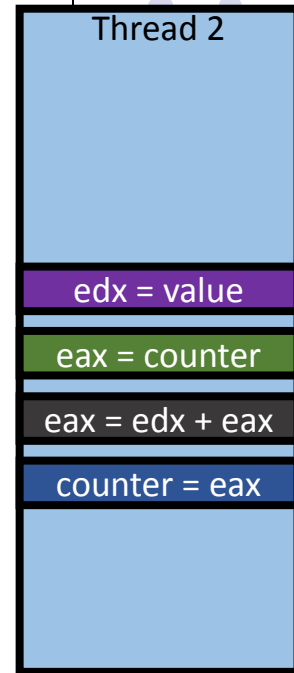 Thread 2
edx = value
eax = counter
eax = edx + eax
counter = eax